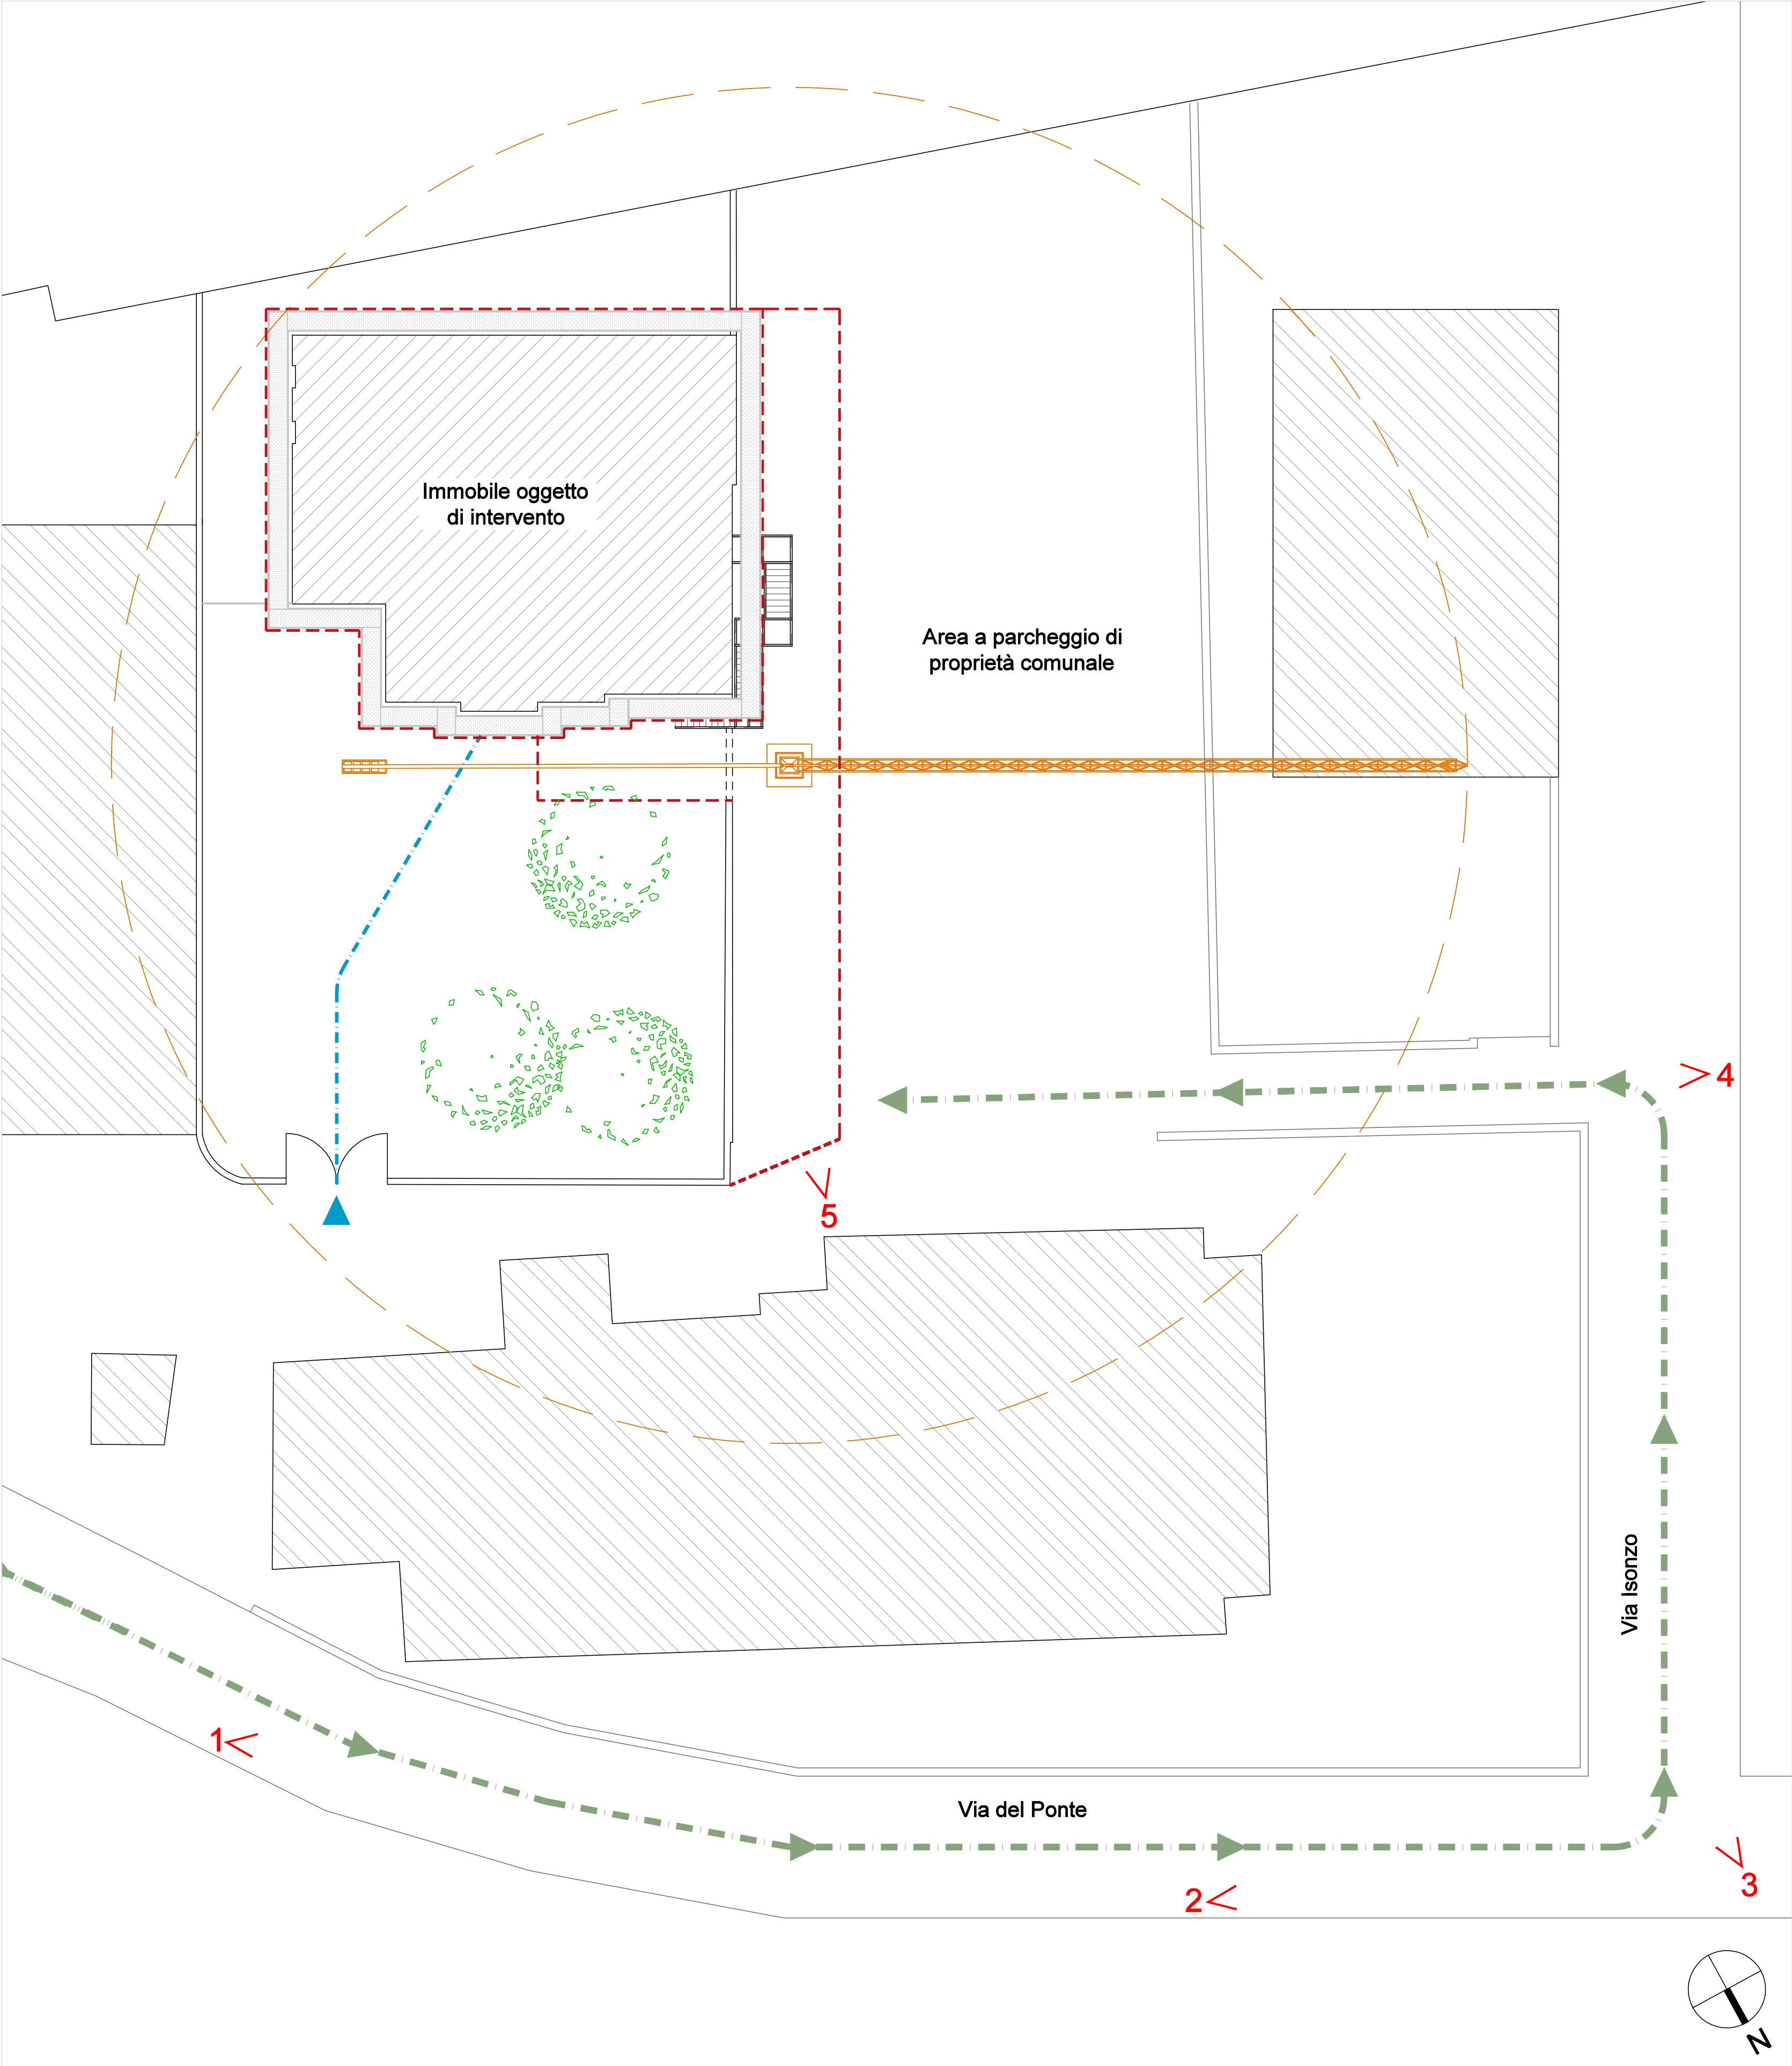 Immobile oggetto
di intervento
Area a parcheggio di
proprietà comunale
4
5
Via Isonzo
1
Via del Ponte
2
3
N